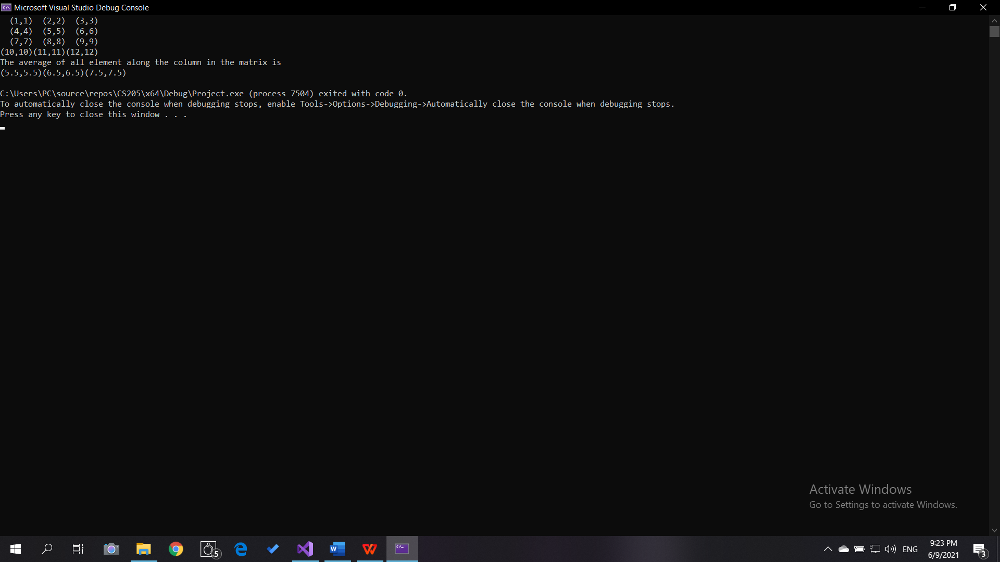 Microsoft Visual Studio Debug Console
(1,1)  (2,2)  (3,3)
(4,4)  (5,5)  (6,6)
(7,7)  (8,8)  (9,9)
(10,10)(11,11)(12,12)
The average of all element along the column in the matrix is
(5.5,5.5)(6.5,6.5)(7.5,7.5)
C:\Users\PC\source\repos\CS205\x64\Debug\Project.exe (process 7504) exited with code 0.
To automatically close the console when debugging stops, enable Tools->Options->Debugging->Automatically close the console when debugging stops.
Press any key to close this window . . .
Activate Windows
Go to Settings to activate Windows.
5
ENG
9:23 PM
6/9/2021
3